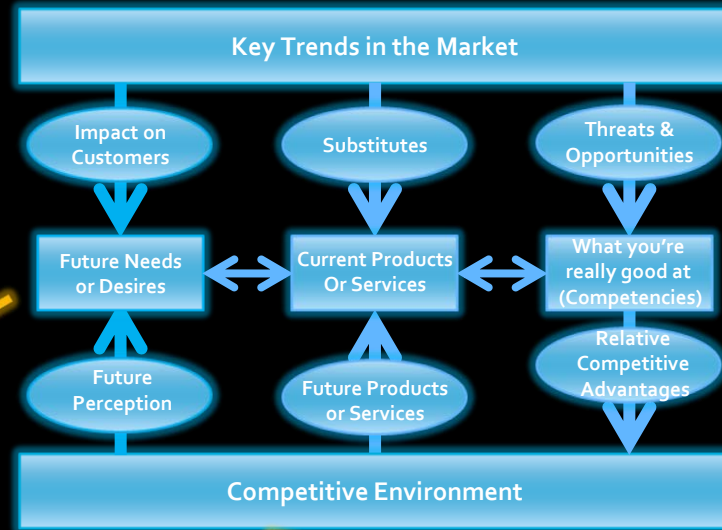 Key Trends in the Market
Impact on
Customers
Substitutes
Threats &
Opportunities
Future Needs
or Desires
Current Products
Or Services
What you're
really good at
(Competencies)
Future
Perception
Future Products
or Services
Relative
Competitive
Advantages
Competitive Environment